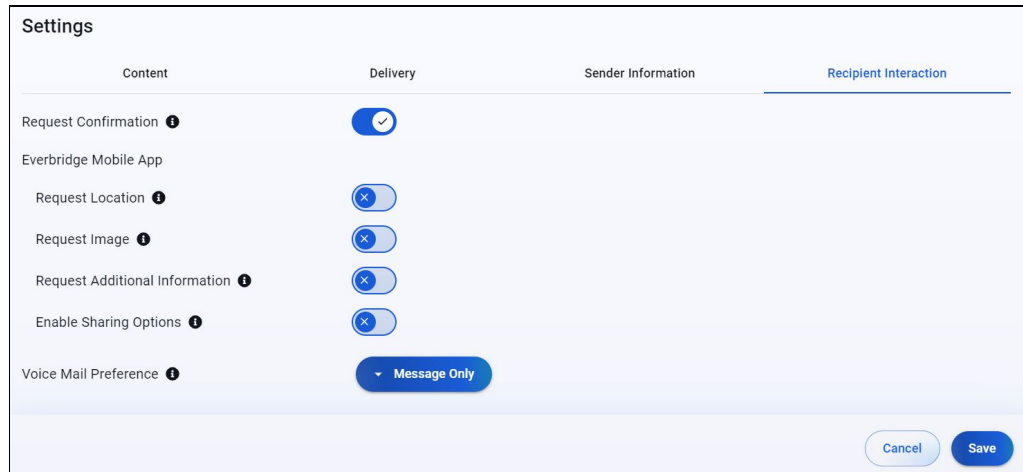 Settings
Content Delivery Sender Information Recipient Interaction
Request Confirmation
Everbridge Mobile App
Request Location
Request Image
Request Additional Information
Enable Sharing Options
Voice Mail Preference Message Only
Cancel Save